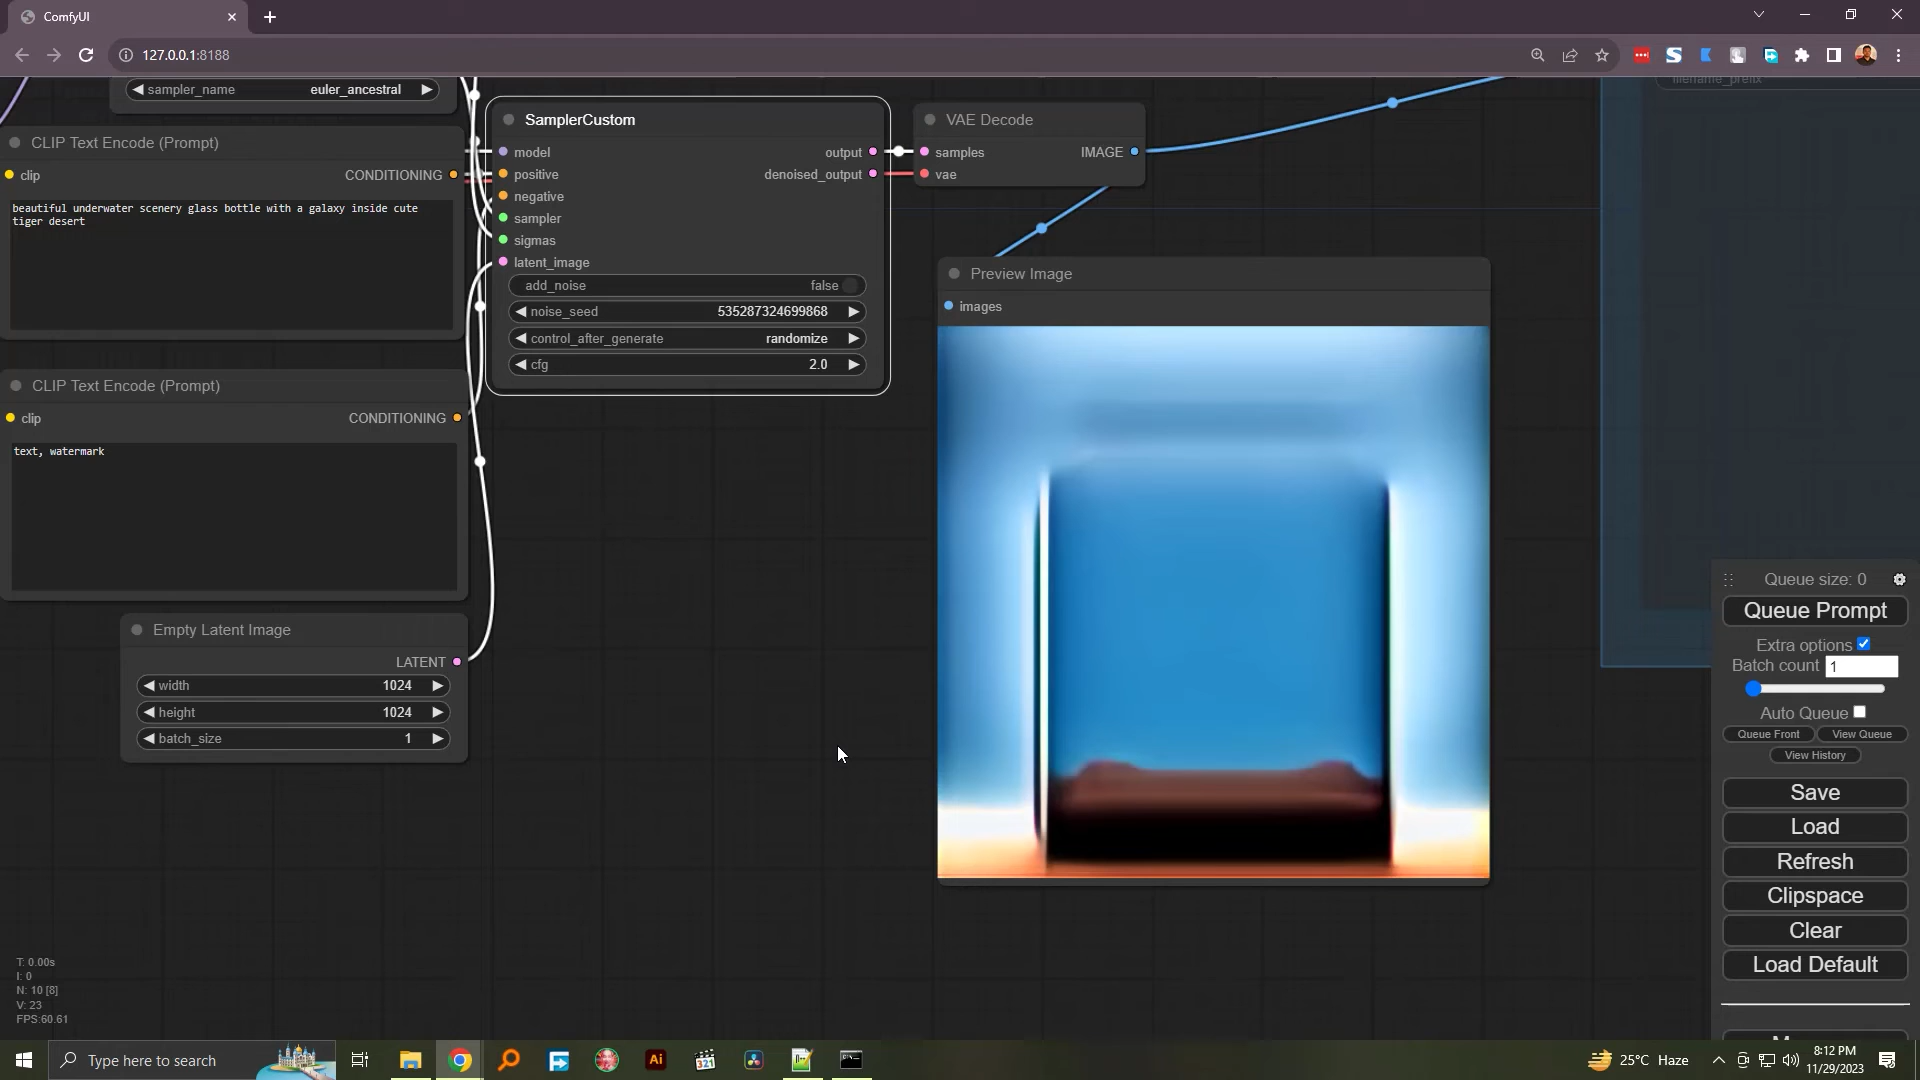 ComfyUI
127.0.0.1:8188
sampler_name euler_ancestral
filename_prefix
SamplerCustom
model output
positive denoised_output
negative
sampler
sigmas
latent_image
add_noise false
noise_seed 535287324699868
control_after_generate randomize
cfg 2.0
VAE Decode
samples IMAGE
vae
CLIP Text Encode (Prompt)
clip CONDITIONING
beautiful underwater scenery glass bottle with a galaxy inside cute
tiger desert
Preview Image
images
CLIP Text Encode (Prompt)
clip CONDITIONING
text, watermark
Empty Latent Image
LATENT
width 1024
height 1024
batch_size 1
Queue size: 0
Queue Prompt
Extra options
Batch count 1
Auto Queue
Queue Front View Queue
View History
Save
Load
Refresh
Clipspace
Clear
Load Default
T: 0.00s
I: 0
N: 10 [8]
V: 23
FPS:60.61
Type here to search
Ai
321
25°C Haze
8:12 PM
11/29/2023